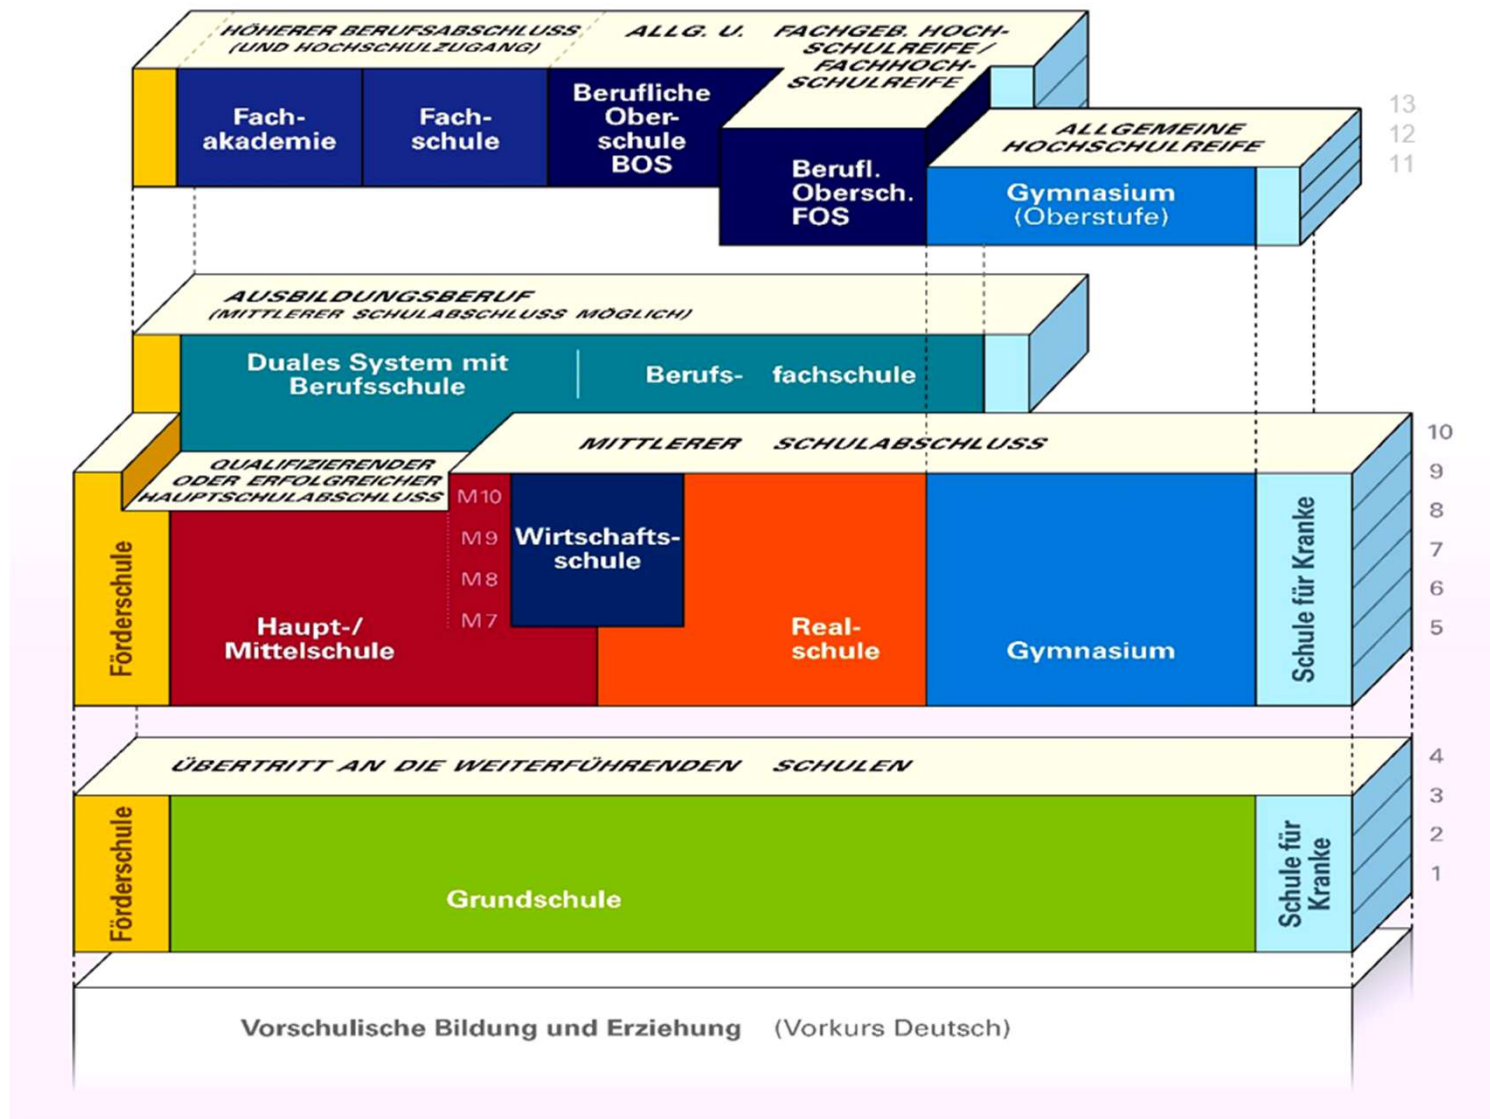 HÖHERER BERUFSABSCHLUSS
(UND HOCHSCHULZUGANG)
ALLG. U. FACHGEB. HOCH-
SCHULREIFE /
FACHHOCH-
SCHULREIFE
Fach-
akademie
Fach-
schule
Berufliche
Ober-
schule
BOS
Berufl.
Obersch.
FOS
ALLGEMEINE
HOCHSCHULREIFE
Gymnasium
(Oberstufe)
13
12
11
AUSBILDUNGSBERUF
(MITTLERER SCHULABSCHLUSS MÖGLICH)
Duales System mit
Berufsschule
Berufs- fachschule
QUALIFIZIERENDER
ODER ERFOLGREICHER
HAUPTSCHULABSCHLUSS
MITTLERER SCHULABSCHLUSS
Förderschule
Haupt-/
Mittelschule
M10
M9
M8
M7
Wirtschafts-
schule
Real-
schule
Gymnasium
Schule für Kranke
10
9
8
7
6
5
ÜBERTRITT AN DIE WEITERFÜHRENDEN SCHULEN
Förderschule
Grundschule
Schule für
Kranke
4
3
2
1
Vorschulische Bildung und Erziehung (Vorkurs Deutsch)